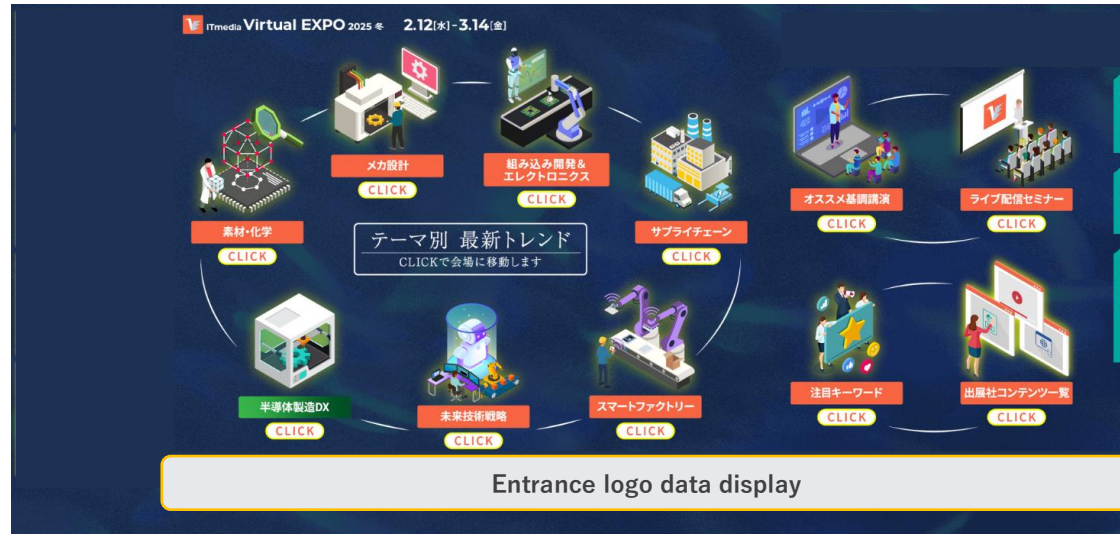 ITmedia Virtual EXPO 2025 冬 2.12[水]-3.14[金]
メカ設計
CLICK
組み込み開発&
エレクトロニクス
CLICK
素材・化学
CLICK
サプライチェーン
CLICK
オススメ基調講演
CLICK
ライブ配信セミナー
CLICK
テーマ別 最新トレンド
CLICKで会場に移動します
半導体製造DX
CLICK
未来技術戦略
CLICK
スマートファクトリー
CLICK
注目キーワード
CLICK
出展社コンテンツ一覧
CLICK
Entrance logo data display